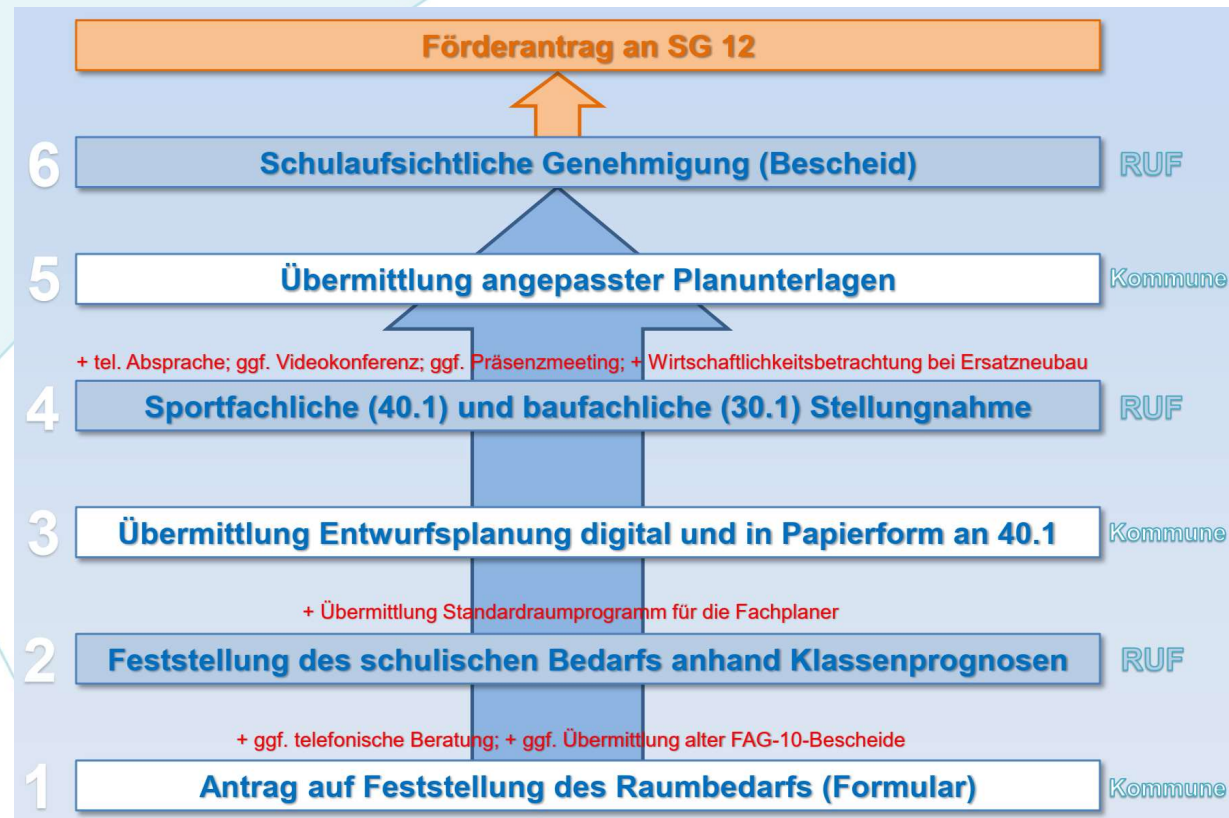 Förderantrag an SG 12
6 Schulaufsichtliche Genehmigung (Bescheid) RUF
5 Übermittlung angepasster Planunterlagen Kommune
+ tel. Absprache; ggf. Videokonferenz; ggf. Präsenzmeeting; + Wirtschaftlichkeitsbetrachtung bei Ersatzneubau
4 Sportfachliche (40.1) und baufachliche (30.1) Stellungnahme RUF
3 Übermittlung Entwurfsplanung digital und in Papierform an 40.1 Kommune
+ Übermittlung Standardraumprogramm für die Fachplaner
2 Feststellung des schulischen Bedarfs anhand Klassenprognosen RUF
+ ggf. telefonische Beratung; + ggf. Übermittlung alter FAG-10-Bescheide
1 Antrag auf Feststellung des Raumbedarfs (Formular) Kommune